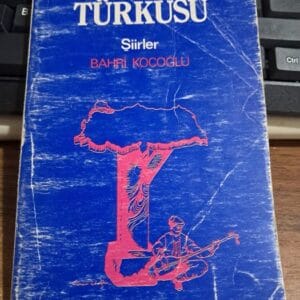 TÜRKÜSÜ
Şiirler
BAHRİ KOÇOĞLU